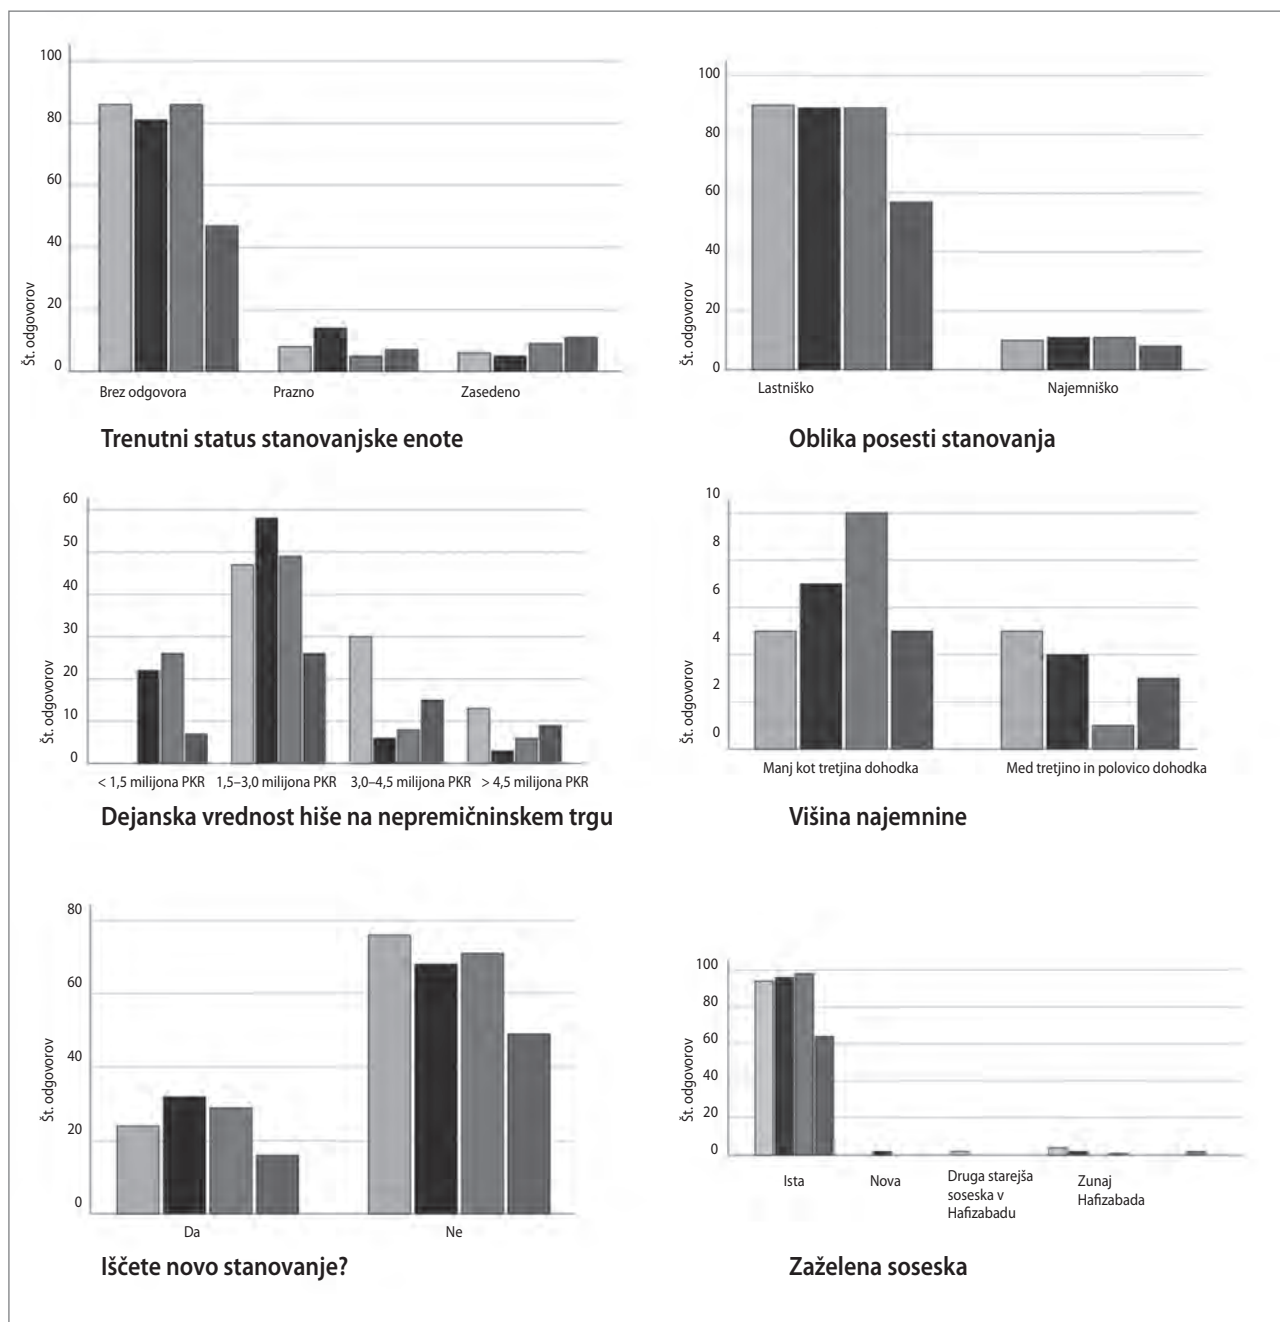 100
80
60
40
20
0
Št. odgovorov
Brez odgovora
Prazno
Zasedeno
Trenutni status stanovanjske enote
100
80
60
40
20
0
Št. odgovorov
Lastniško
Najemniško
Oblika posesti stanovanja
60
50
40
30
20
10
0
Št. odgovorov
< 1,5 milijona PKR
1,5–3,0 milijona PKR
3,0–4,5 milijona PKR
> 4,5 milijona PKR
Dejanska vrednost hiše na nepremičninskem trgu
10
8
6
4
2
0
Št. odgovorov
Manj kot tretjina dohodka
Med tretjino in polovico dohodka
Višina najemnine
80
60
40
20
0
Št. odgovorov
Da
Ne
Iščete novo stanovanje?
100
80
60
40
20
0
Št. odgovorov
Ista
Nova
Druga starejša
soseska v
Hafizabadu
Zunaj
Hafizabada
Zaželena soseska